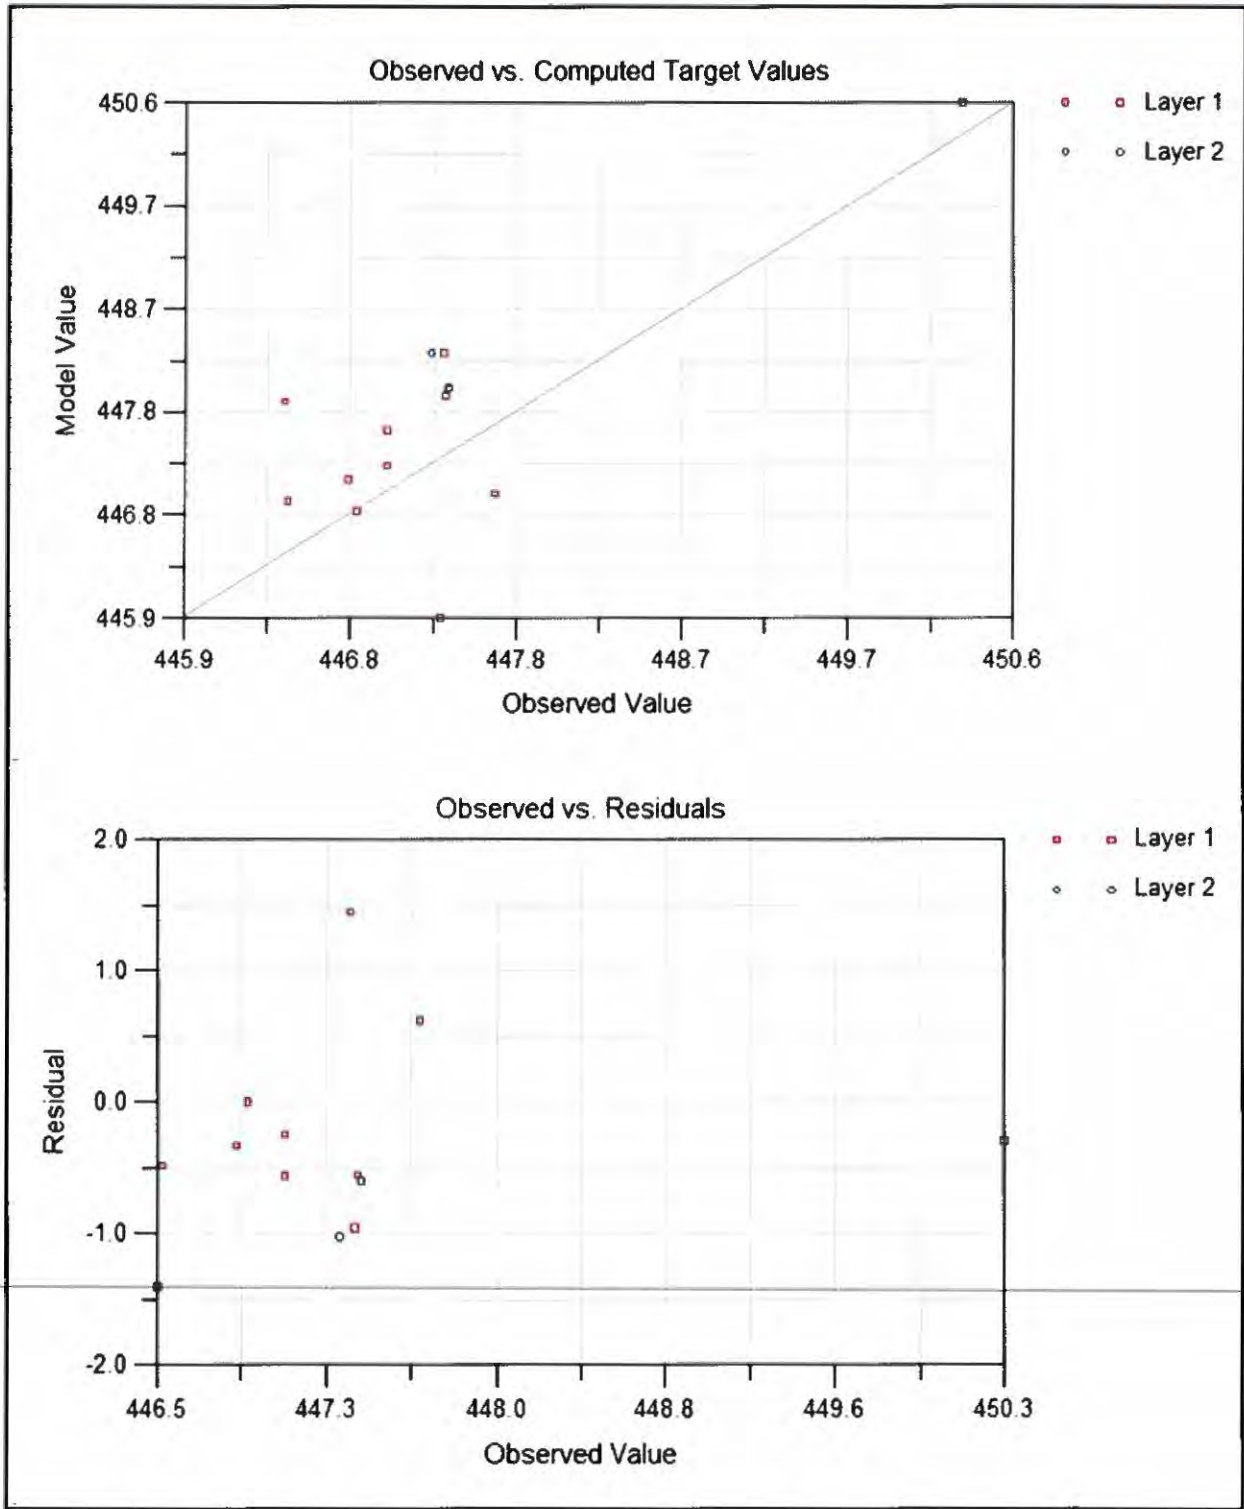 Observed vs. Computed Target Values
450.6
449.7
448.7
447.8
446.8
445.9
Model Value
445.9 446.8 447.8 448.7 449.7 450.6
Observed Value
Layer 1
Layer 2
Observed vs. Residuals
2.0
1.0
0.0
-1.0
-2.0
Residual
446.5 447.3 448.0 448.8 449.6 450.3
Observed Value
Layer 1
Layer 2